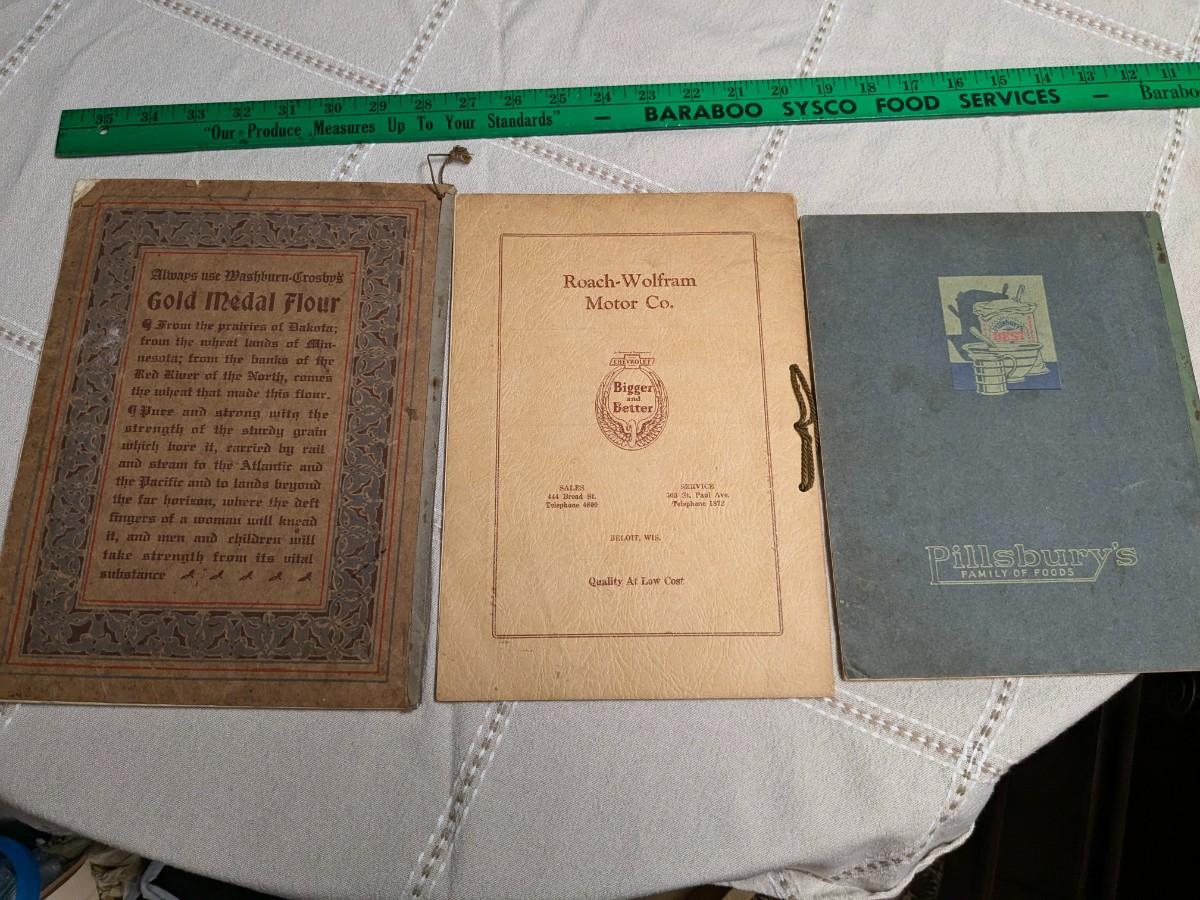 35 34 33 32 31 30 29 28 27 26 25 24 23 22 21 20 19 18 17 16 15 14 13 12 11
"Our Produce Measures Up To Your Standards" — BARABOO SYSCO FOOD SERVICES — Baraboo
Always use Washburn-Crosby's
Gold Medal Flour
From the prairies of Dakota;
from the wheat lands of Min-
nesota; from the banks of the
Red River of the North, comes
the wheat that made this flour.
Pure and strong with the
strength of the sturdy grain
which bore it, carried by rail
and steam to the Atlantic and
the Pacific and to lands beyond
the far horizon, where the deft
fingers of a woman will knead
it, and men and children will
take strength from its vital
substance
Roach-Wolfram
Motor Co.
CHEVROLET
Bigger
and
Better
SALES
444 Broad St.
Telephone 4600
SERVICE
St. Paul Ave.
Telephone 1872
BELOIT, WIS.
Quality At Low Cost
Pillsbury's
BEST
Pillsbury's
FAMILY OF FOODS